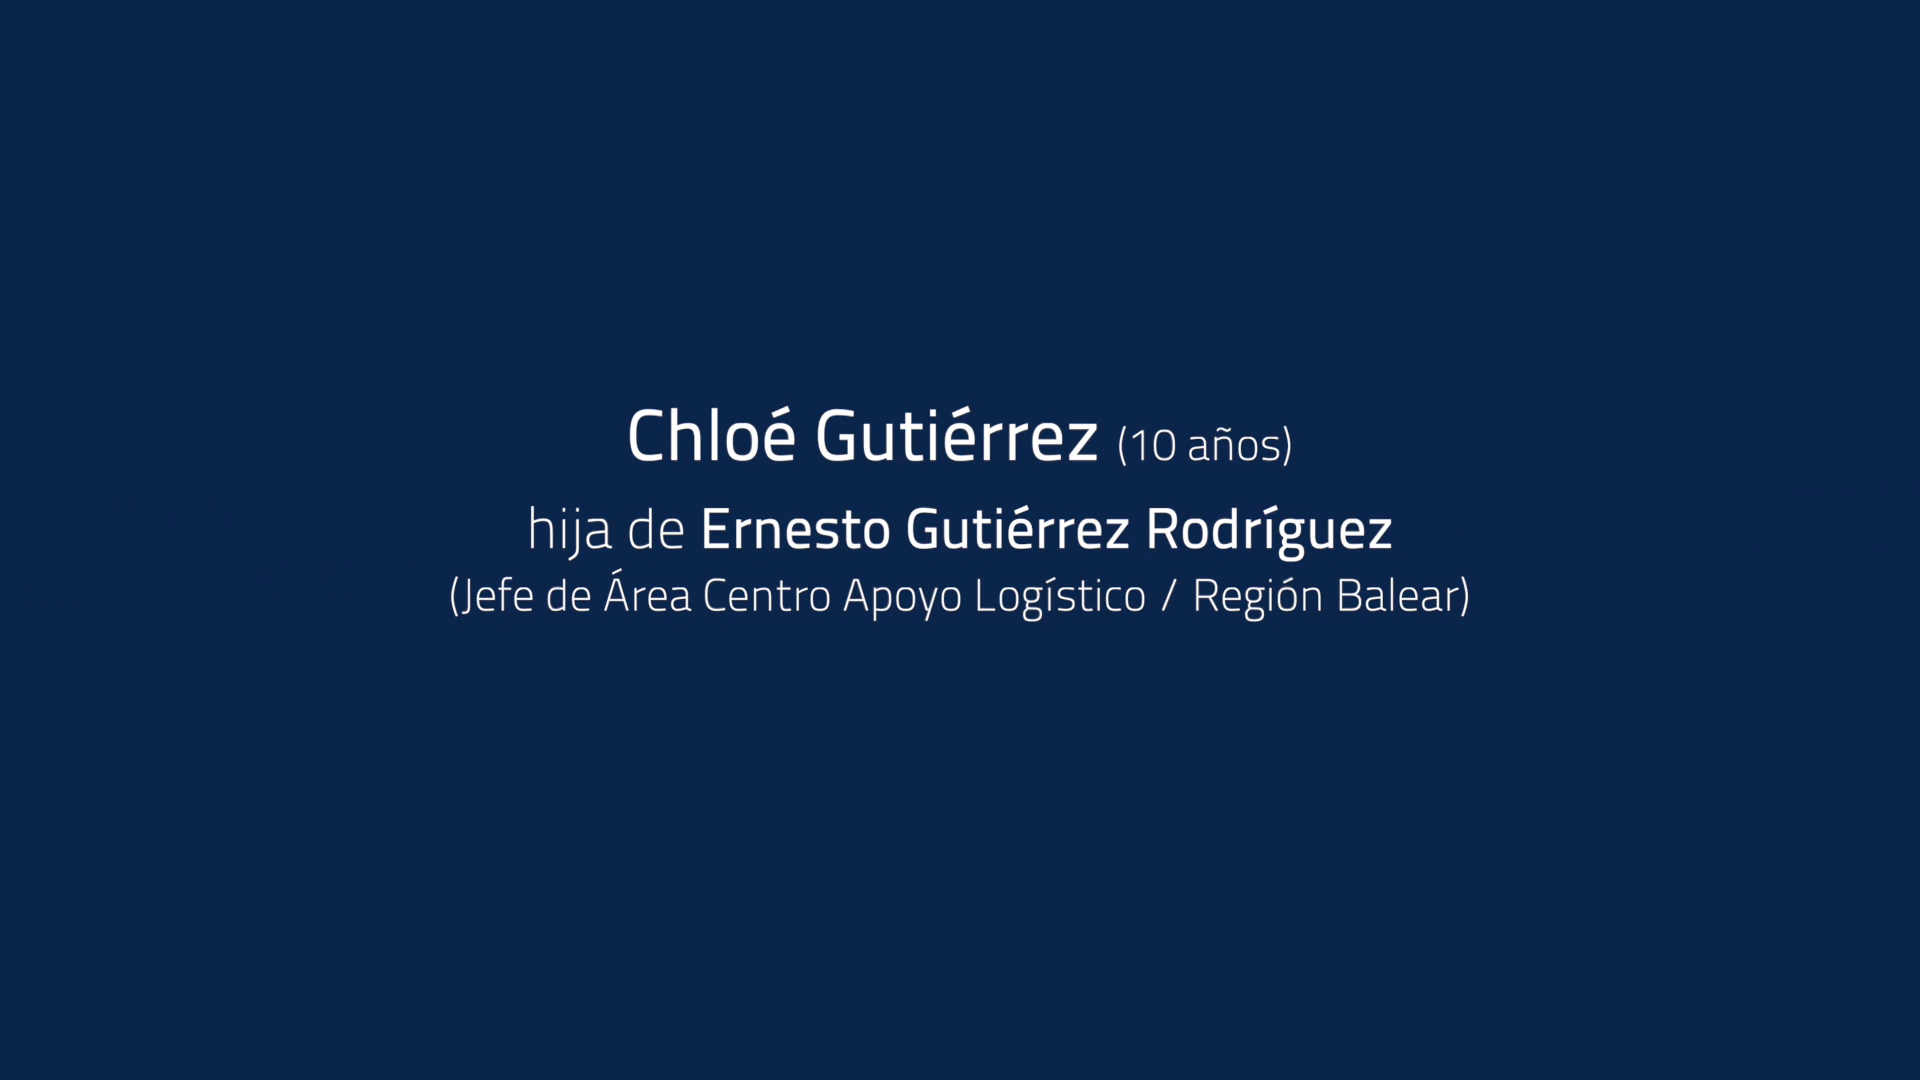 Chloé Gutiérrez (10 años)
hija de Ernesto Gutiérrez Rodríguez
(Jefe de Área Centro Apoyo Logístico / Región Balear)